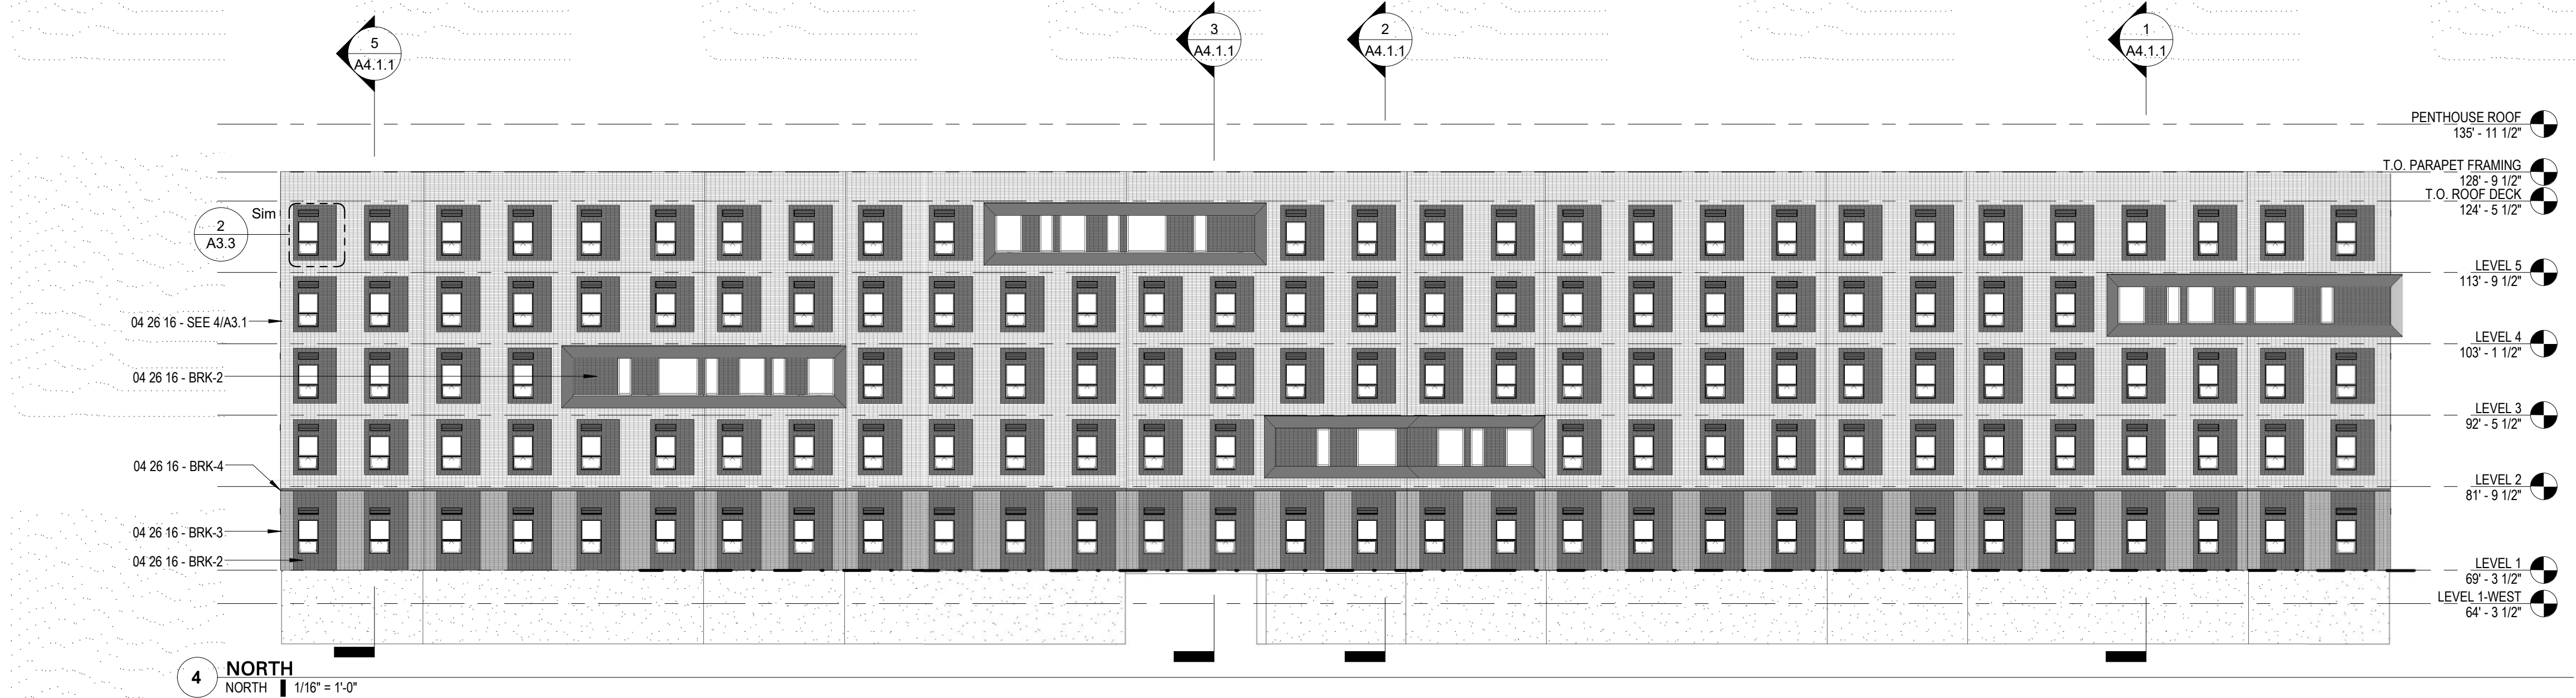 5
A4.1.1
3
A4.1.1
2
A4.1.1
1
A4.1.1
PENTHOUSE ROOF
135' - 11 1/2"
T.O. PARAPET FRAMING
128' - 9 1/2"
T.O. ROOF DECK
124' - 5 1/2"
Sim
2
A3.3
LEVEL 5
113' - 9 1/2"
04 26 16 - SEE 4/A3.1
LEVEL 4
103' - 1 1/2"
04 26 16 - BRK-2
LEVEL 3
92' - 5 1/2"
04 26 16 - BRK-4
LEVEL 2
81' - 9 1/2"
04 26 16 - BRK-3
04 26 16 - BRK-2
LEVEL 1
69' - 3 1/2"
LEVEL 1-WEST
64' - 3 1/2"
4
NORTH
NORTH 1/16" = 1'-0"